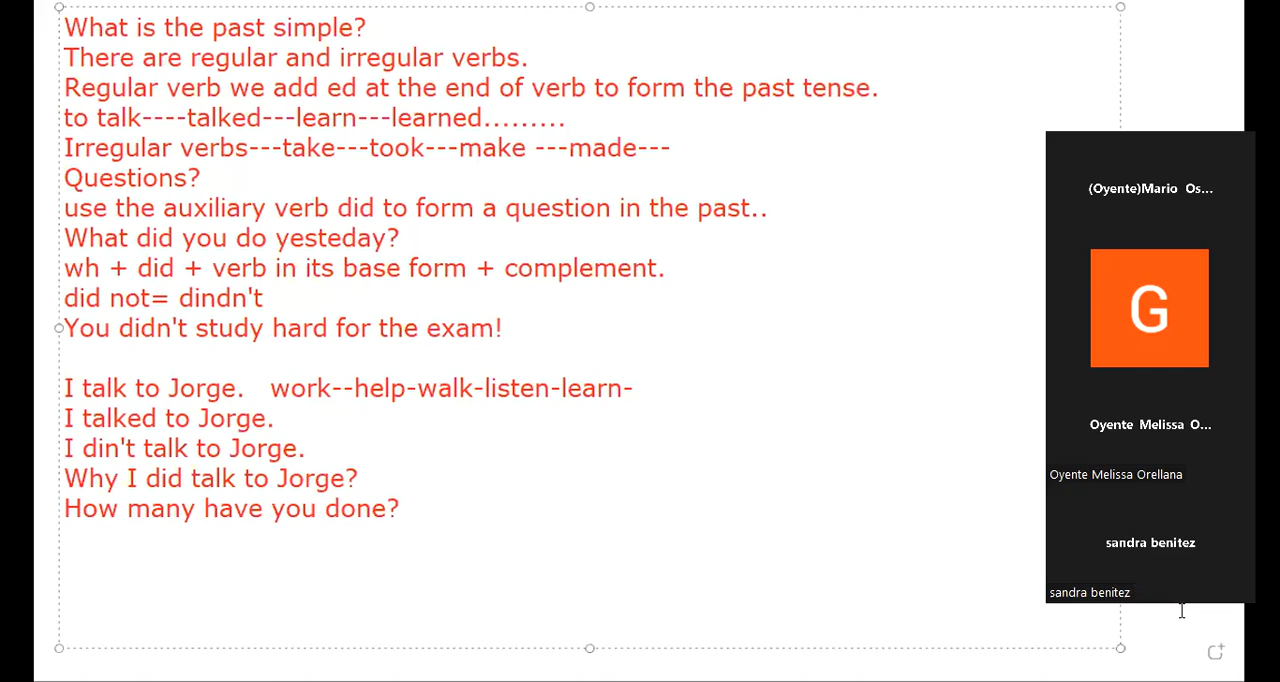 What is the past simple?
There are regular and irregular verbs.
Regular verb we add ed at the end of verb to form the past tense.
to talk----talked---learn---learned.........
Irregular verbs---take---took---make ---made---
Questions?
use the auxiliary verb did to form a question in the past..
What did you do yesteday?
wh + did + verb in its base form + complement.
did not= dindn't
You didn't study hard for the exam!
I talk to Jorge.   work--help-walk-listen-learn-
I talked to Jorge.
I din't talk to Jorge.
Why I did talk to Jorge?
How many have you done?
(Oyente)Mario Os...
G
Oyente Melissa O...
Oyente Melissa Orellana
sandra benitez
sandra benitez